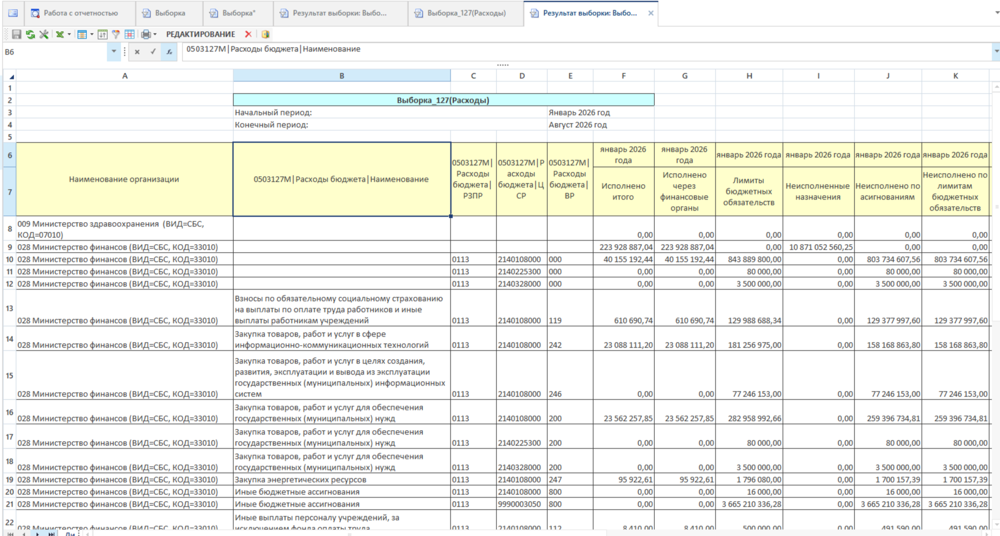 Работа с отчетностью	Выборка	Выборка*	Результат выборки: Выбо...	Выборка_127(Расходы)	Результат выборки: Выбо...
РЕДАКТИРОВАНИЕ
B6	0503127М|Расходы бюджета|Наименование
A	B	C	D	E	F	G	H	I	J	K
1
2	Выборка_127(Расходы)
3	Начальный период:	Январь 2026 год
4	Конечный период:	Август 2026 год
5
6	январь 2026 года	январь 2026 года	январь 2026 года	январь 2026 года	январь 2026 года	январь 2026 года
7	Наименование организации	0503127М|Расходы бюджета|Наименование	0503127М|Расходы бюджета|РЗПР	0503127М|Расходы бюджета|ЦСР	0503127М|Расходы бюджета|ВР	Исполнено итого	Исполнено через финансовые органы	Лимиты бюджетных обязательств	Неисполненные назначения	Неисполнено по асигнованиям	Неисполнено по лимитам бюджетных обязательств
8	009 Министерство здравоохранения (ВИД=СБС, КОД=07010)	0,00	0,00	0,00	0,00	0,00	0,00
9	028 Министерство финансов (ВИД=СБС, КОД=33010)	223 928 887,04	223 928 887,04	0,00	10 871 052 560,25	0,00	0,00
10	028 Министерство финансов (ВИД=СБС, КОД=33010)	0113	2140108000	000	40 155 192,44	40 155 192,44	843 889 800,00	0,00	803 734 607,56	803 734 607,56
11	028 Министерство финансов (ВИД=СБС, КОД=33010)	0113	2140225300	000	0,00	0,00	80 000,00	0,00	80 000,00	80 000,00
12	028 Министерство финансов (ВИД=СБС, КОД=33010)	0113	2140328000	000	0,00	0,00	3 500 000,00	0,00	3 500 000,00	3 500 000,00
13	028 Министерство финансов (ВИД=СБС, КОД=33010)	Взносы по обязательному социальному страхованию на выплаты по оплате труда работников и иные выплаты работникам учреждений	0113	2140108000	119	610 690,74	610 690,74	129 988 688,34	0,00	129 377 997,60	129 377 997,60
14	028 Министерство финансов (ВИД=СБС, КОД=33010)	Закупка товаров, работ и услуг в сфере информационно-коммуникационных технологий	0113	2140108000	242	23 088 111,20	23 088 111,20	181 256 975,00	0,00	158 168 863,80	158 168 863,80
15	028 Министерство финансов (ВИД=СБС, КОД=33010)	Закупка товаров, работ и услуг в целях создания, развития, эксплуатации и вывода из эксплуатации государственных (муниципальных) информационных систем	0113	2140108000	246	0,00	0,00	77 246 153,00	0,00	77 246 153,00	77 246 153,00
16	028 Министерство финансов (ВИД=СБС, КОД=33010)	Закупка товаров, работ и услуг для обеспечения государственных (муниципальных) нужд	0113	2140108000	200	23 562 257,85	23 562 257,85	282 958 992,66	0,00	259 396 734,81	259 396 734,81
17	028 Министерство финансов (ВИД=СБС, КОД=33010)	Закупка товаров, работ и услуг для обеспечения государственных (муниципальных) нужд	0113	2140225300	200	0,00	0,00	80 000,00	0,00	80 000,00	80 000,00
18	028 Министерство финансов (ВИД=СБС, КОД=33010)	Закупка товаров, работ и услуг для обеспечения государственных (муниципальных) нужд	0113	2140328000	200	0,00	0,00	3 500 000,00	0,00	3 500 000,00	3 500 000,00
19	028 Министерство финансов (ВИД=СБС, КОД=33010)	Закупка энергетических ресурсов	0113	2140108000	247	95 922,61	95 922,61	1 796 080,00	0,00	1 700 157,39	1 700 157,39
20	028 Министерство финансов (ВИД=СБС, КОД=33010)	Иные бюджетные ассигнования	0113	2140108000	800	0,00	0,00	16 000,00	0,00	16 000,00	16 000,00
21	028 Министерство финансов (ВИД=СБС, КОД=33010)	Иные бюджетные ассигнования	0113	9990003050	800	0,00	0,00	3 665 210 336,28	0,00	3 665 210 336,28	3 665 210 336,28
22	028 Министерство финансов (ВИД=СБС, КОД=33010)	Иные выплаты персоналу учреждений, за исключением фонда оплаты труда	0113	2140108000	112	8 410,00	8 410,00	500 000,00	0,00	491 590,00	491 590,00